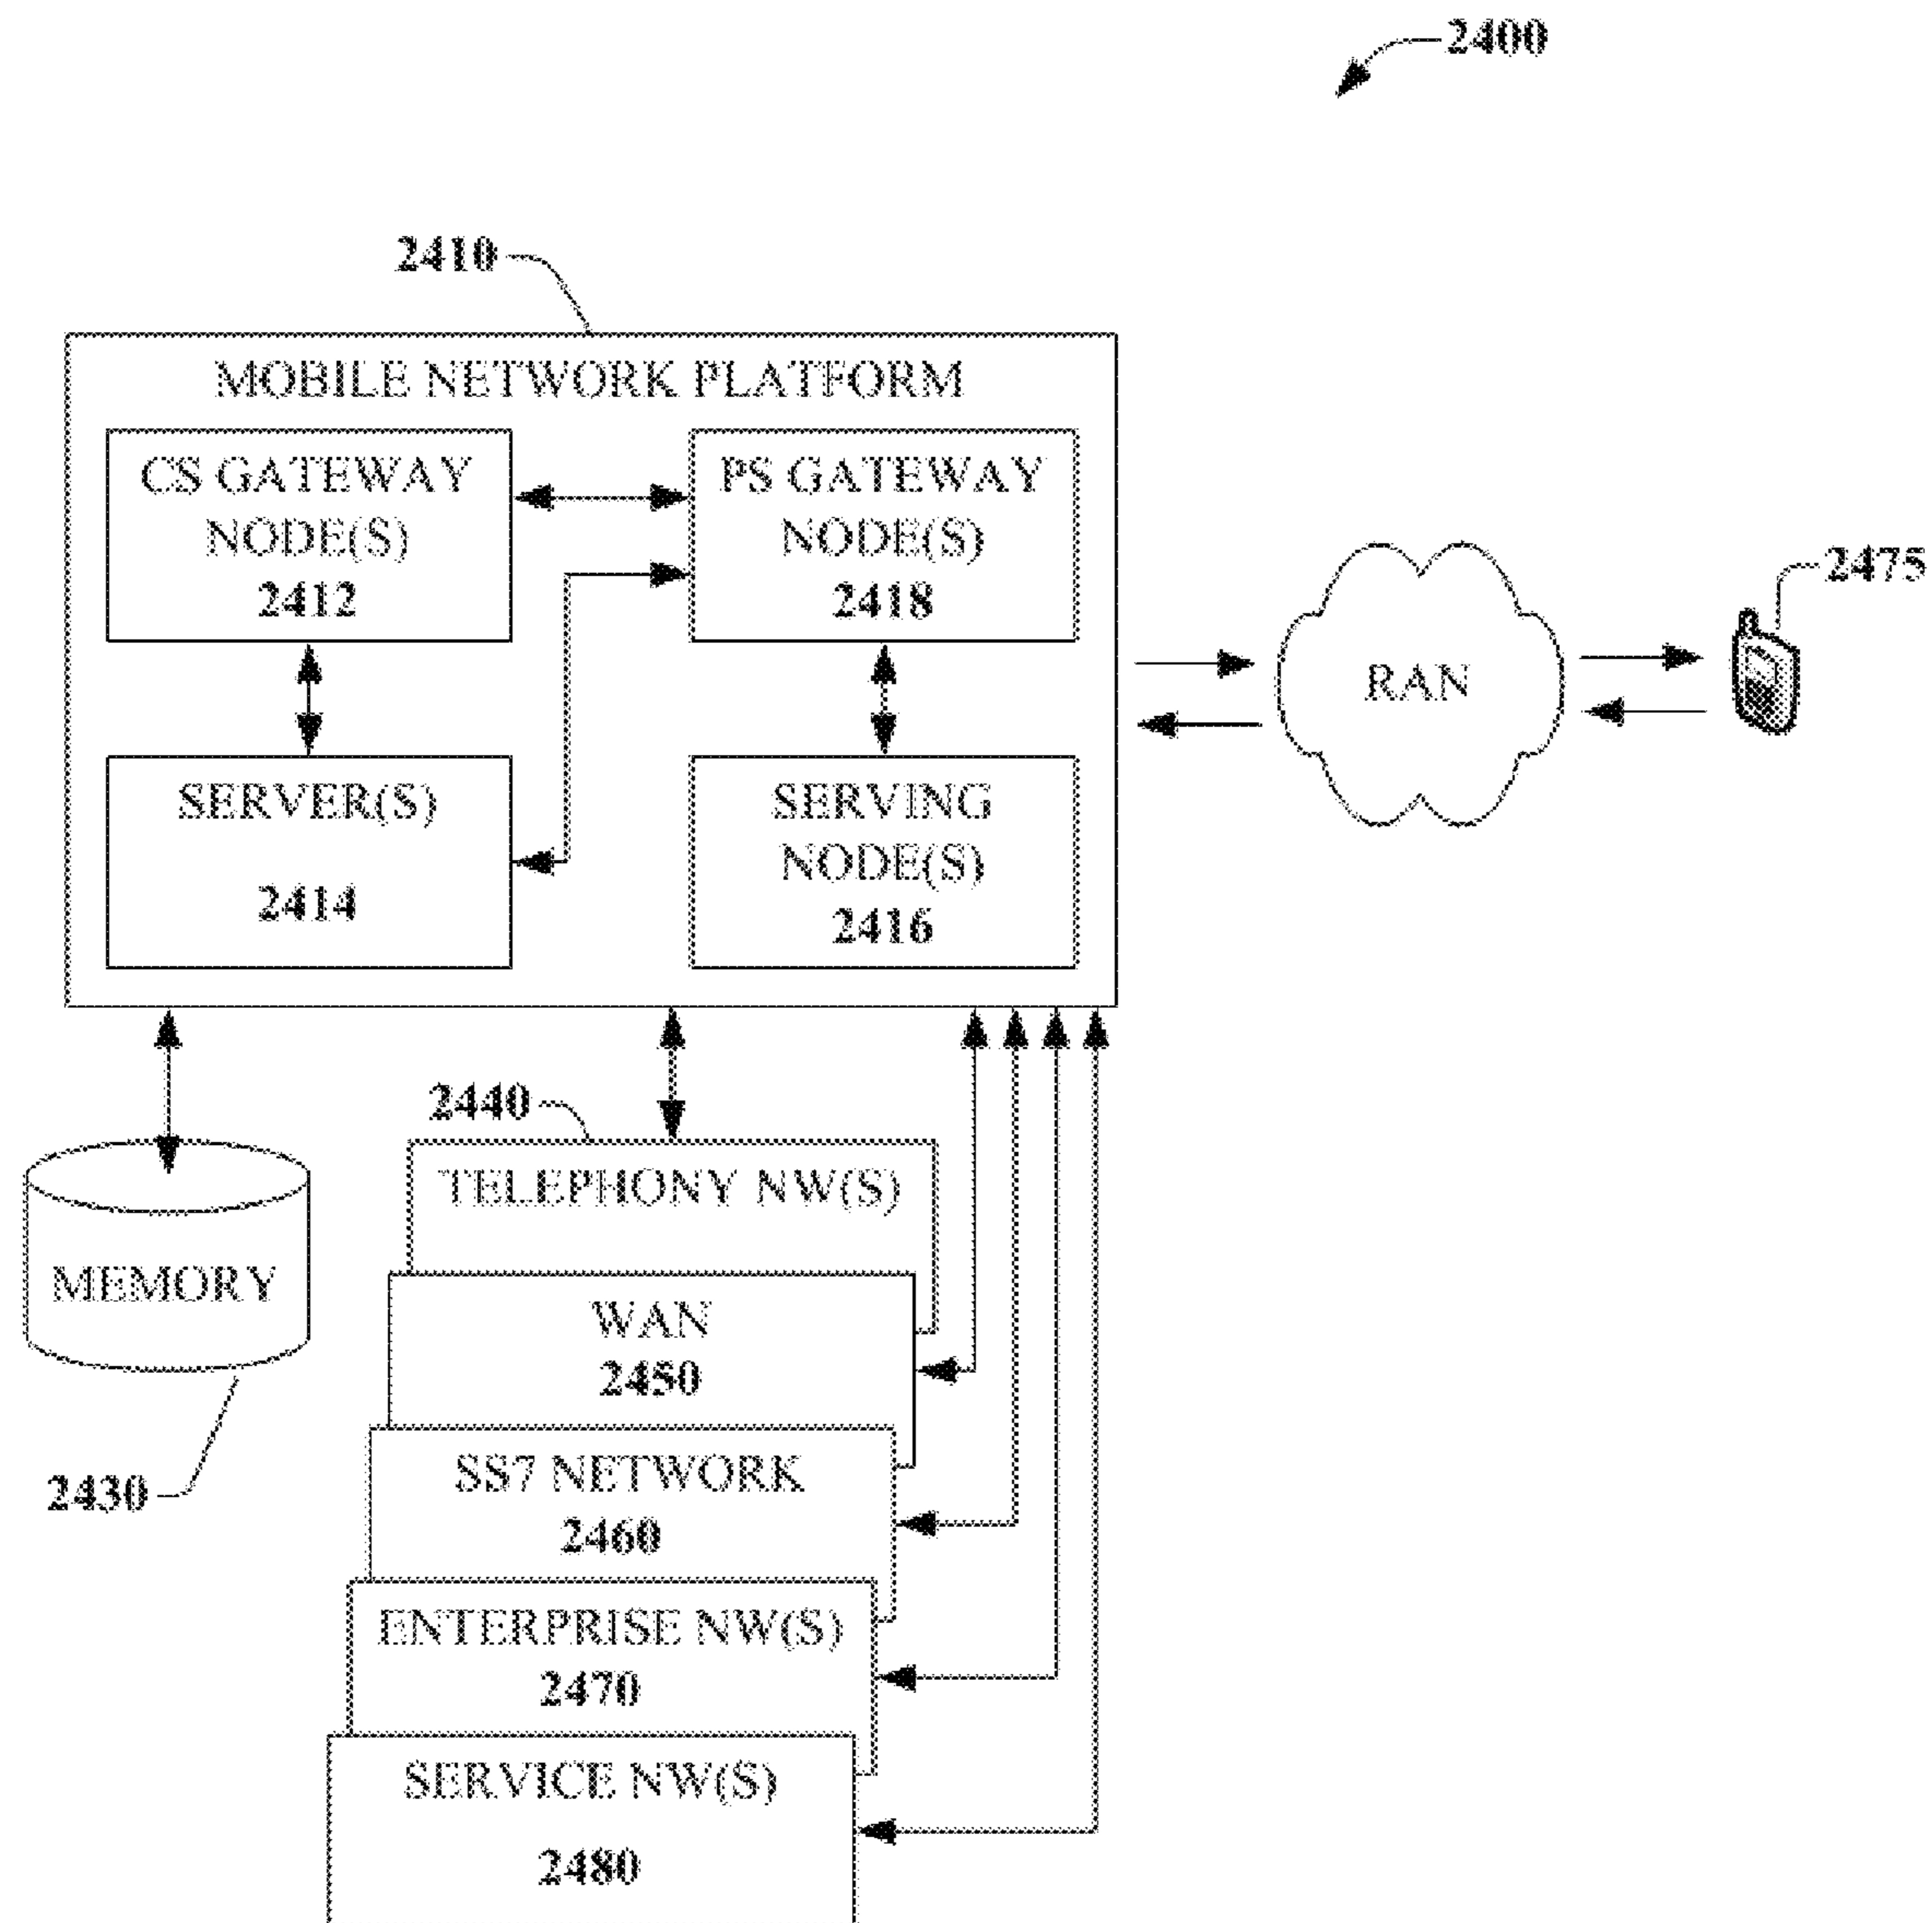 2400
2410
MOBILE NETWORK PLATFORM
CS GATEWAY
NODE(S)
2412
PS GATEWAY
NODE(S)
2418
SERVER(S)
2414
SERVING
NODE(S)
2416
RAN
2475
2440
TELEPHONY NW(S)
MEMORY
2430
WAN
2450
SS7 NETWORK
2460
ENTERPRISE NW(S)
2470
SERVICE NW(S)
2480